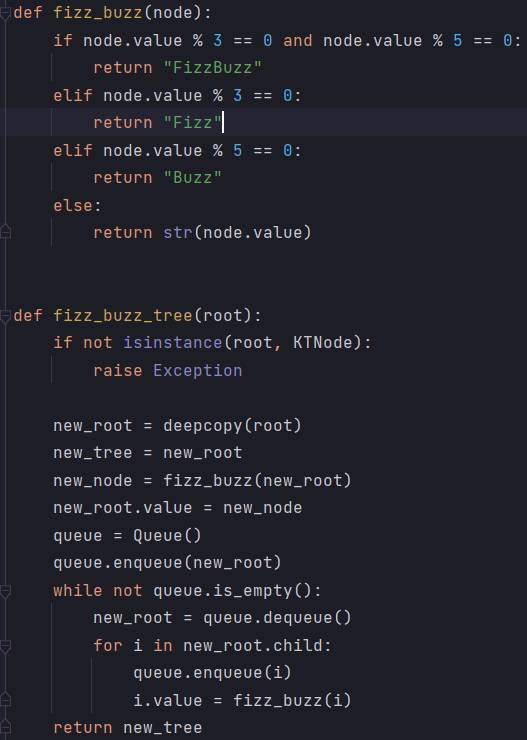 def fizz_buzz(node):
    if node.value % 3 == 0 and node.value % 5 == 0:
        return "FizzBuzz"
    elif node.value % 3 == 0:
        return "Fizz"
    elif node.value % 5 == 0:
        return "Buzz"
    else:
        return str(node.value)
def fizz_buzz_tree(root):
    if not isinstance(root, KTNode):
        raise Exception
    new_root = deepcopy(root)
    new_tree = new_root
    new_node = fizz_buzz(new_root)
    new_root.value = new_node
    queue = Queue()
    queue.enqueue(new_root)
    while not queue.is_empty():
        new_root = queue.dequeue()
        for i in new_root.child:
            queue.enqueue(i)
            i.value = fizz_buzz(i)
    return new_tree